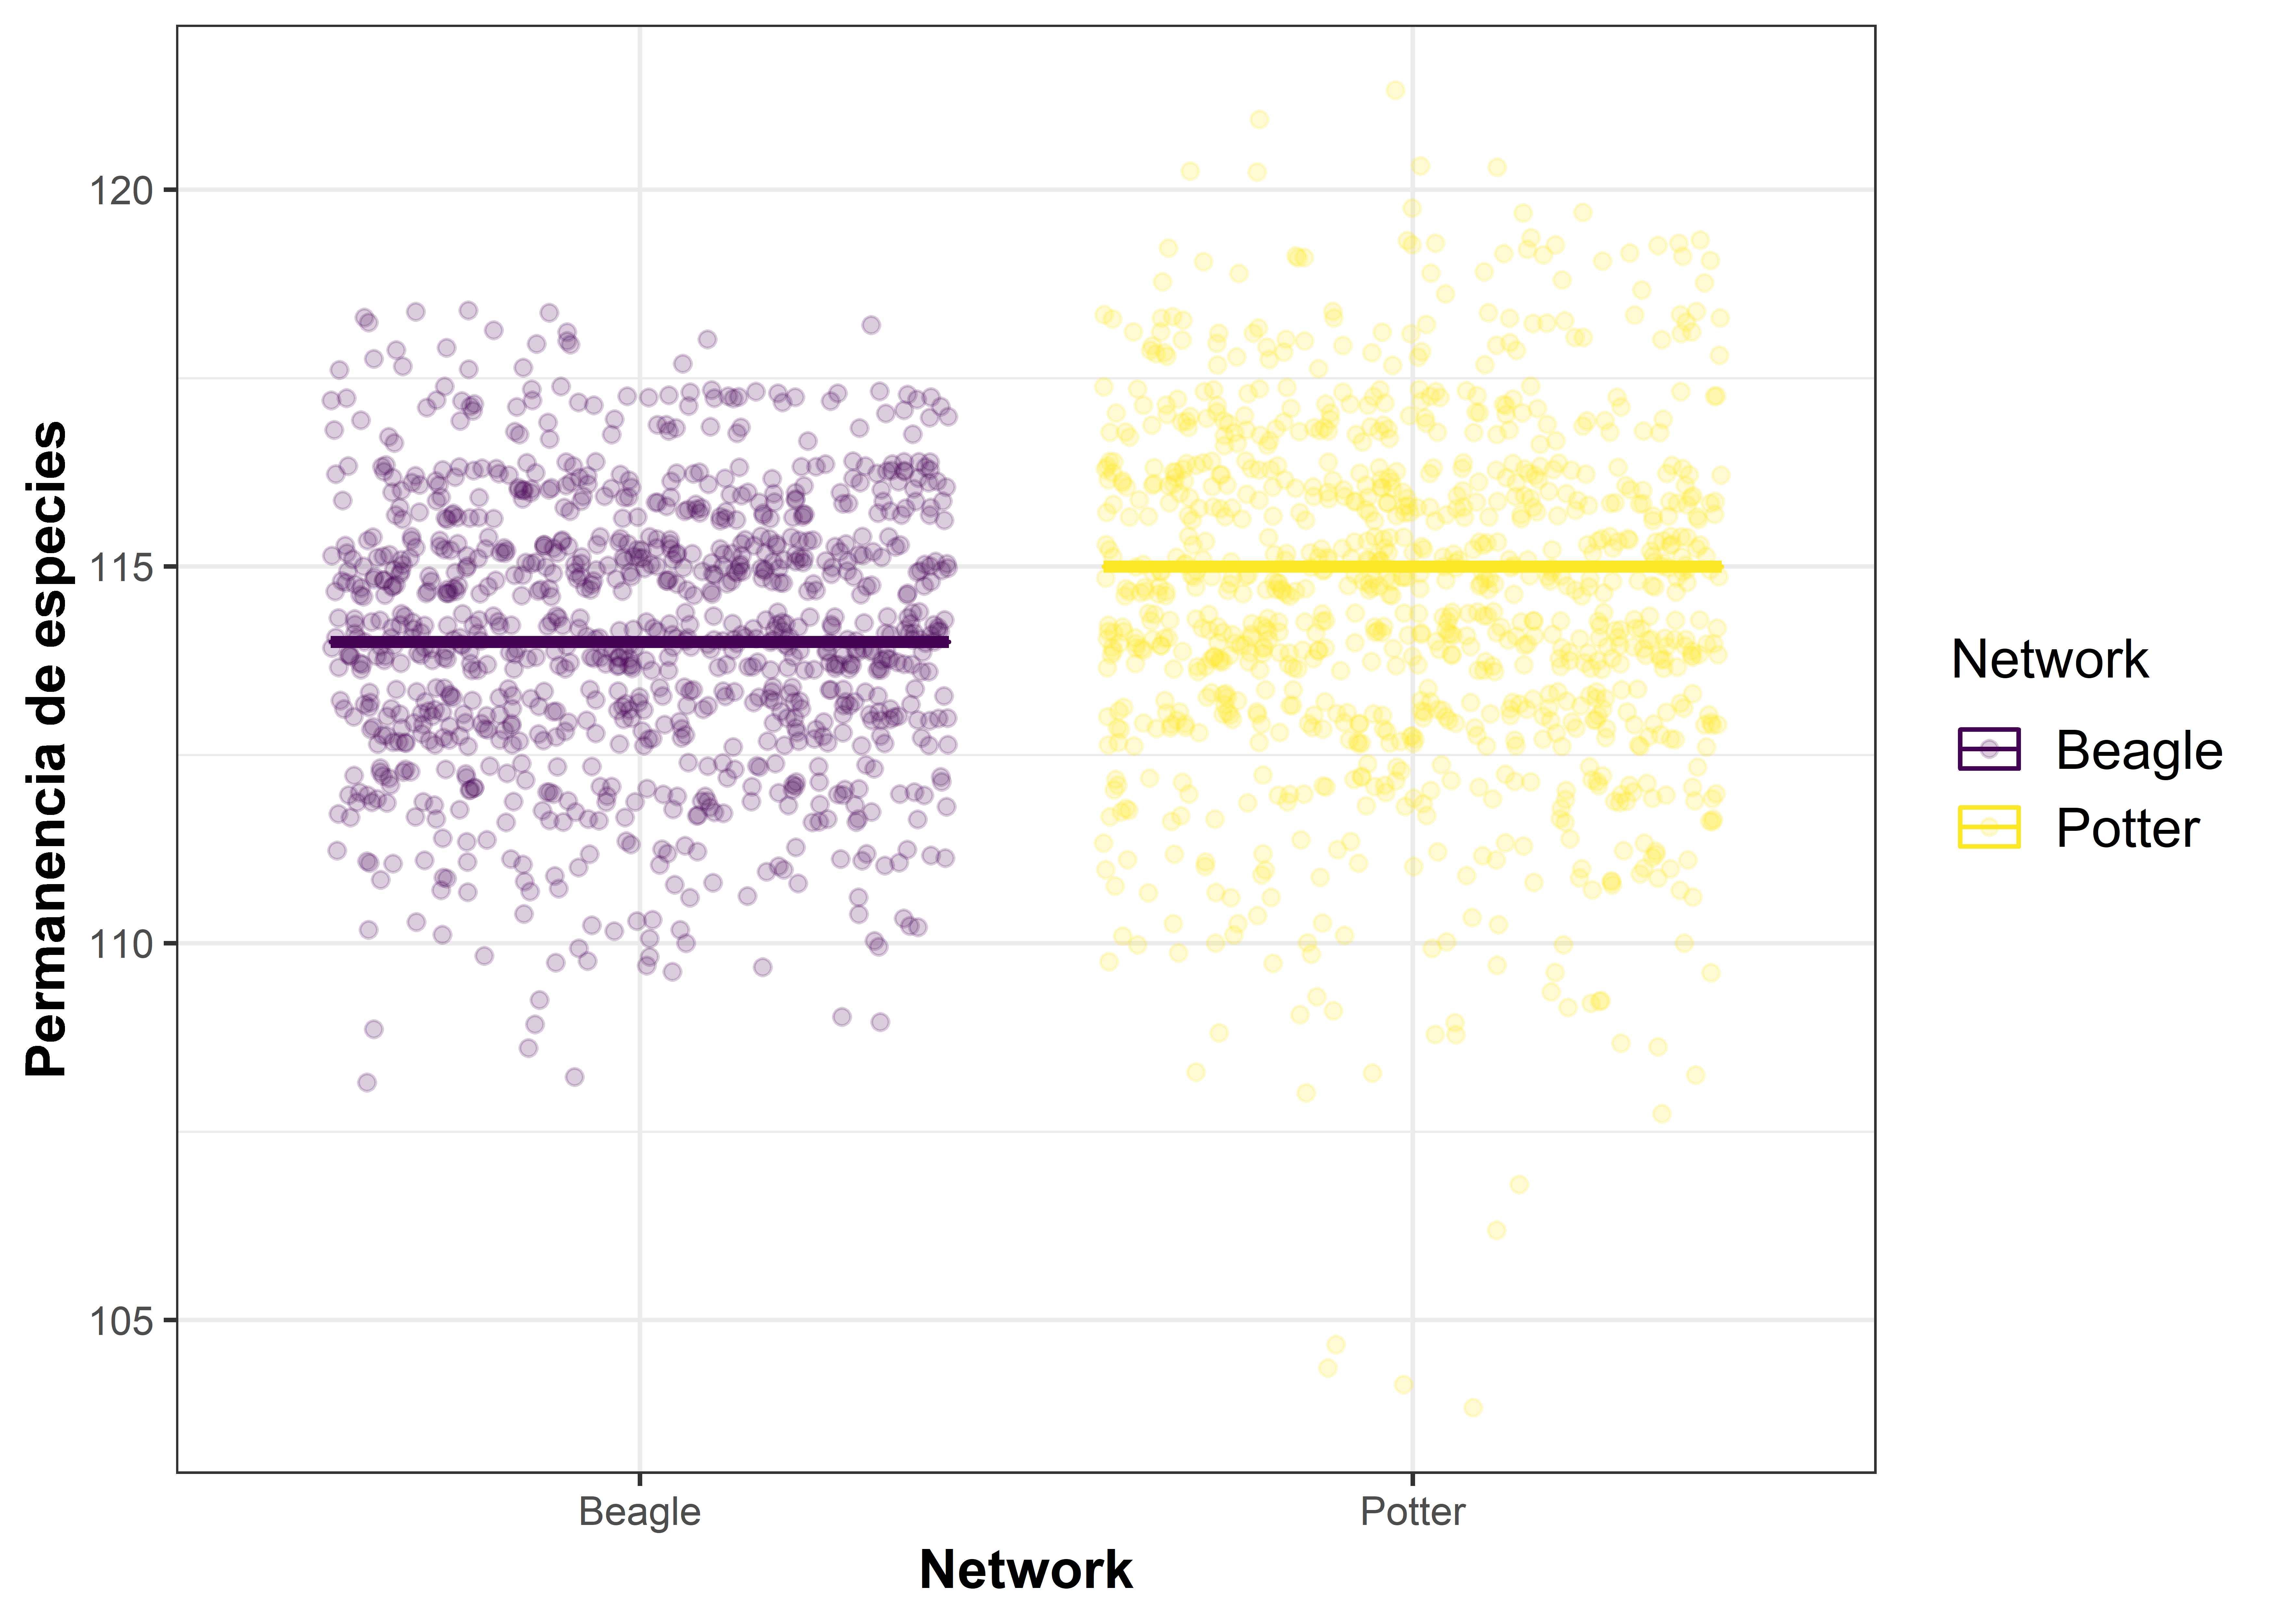 Permanencia de especies
120
115
110
105
Beagle
Potter
Network
Network
Beagle
Potter